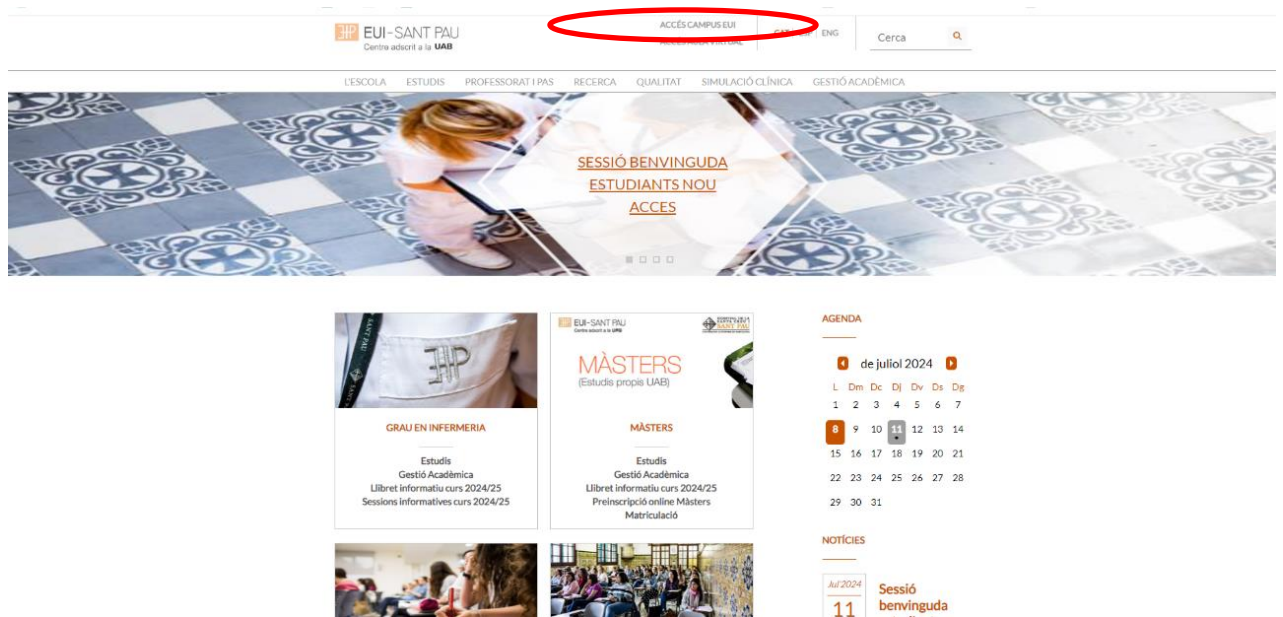 EUI-SANT PAU
Centre adscrit a la UAB
ACCÉS CAMPUS EUI
ENG
Cerca
L'ESCOLA ESTUDIS PROFESSORAT I PAS RECERCA QUALITAT SIMULACIÓ CLÍNICA GESTIÓ ACADÈMICA
SESSIÓ BENVINGUDA
ESTUDIANTS NOU
ACCES
SANT PAU
GRAU EN INFERMERIA
Estudis
Gestió Acadèmica
Llibret informatiu curs 2024/25
Sessions informatives curs 2024/25
EUI-SANT PAU
Centre adscrit a la UAB
SANT PAU
MÀSTERS
(Estudis propis UAB)
MÀSTERS
Estudis
Gestió Acadèmica
Llibret informatiu curs 2024/25
Preinscripció online Màsters
Matriculació
AGENDA
de juliol 2024
L Dm Dc Dj Dv Ds Dg
1 2 3 4 5 6 7
8 9 10 11 12 13 14
15 16 17 18 19 20 21
22 23 24 25 26 27 28
29 30 31
NOTÍCIES
Jul 2024
11
Sessió
benvinguda